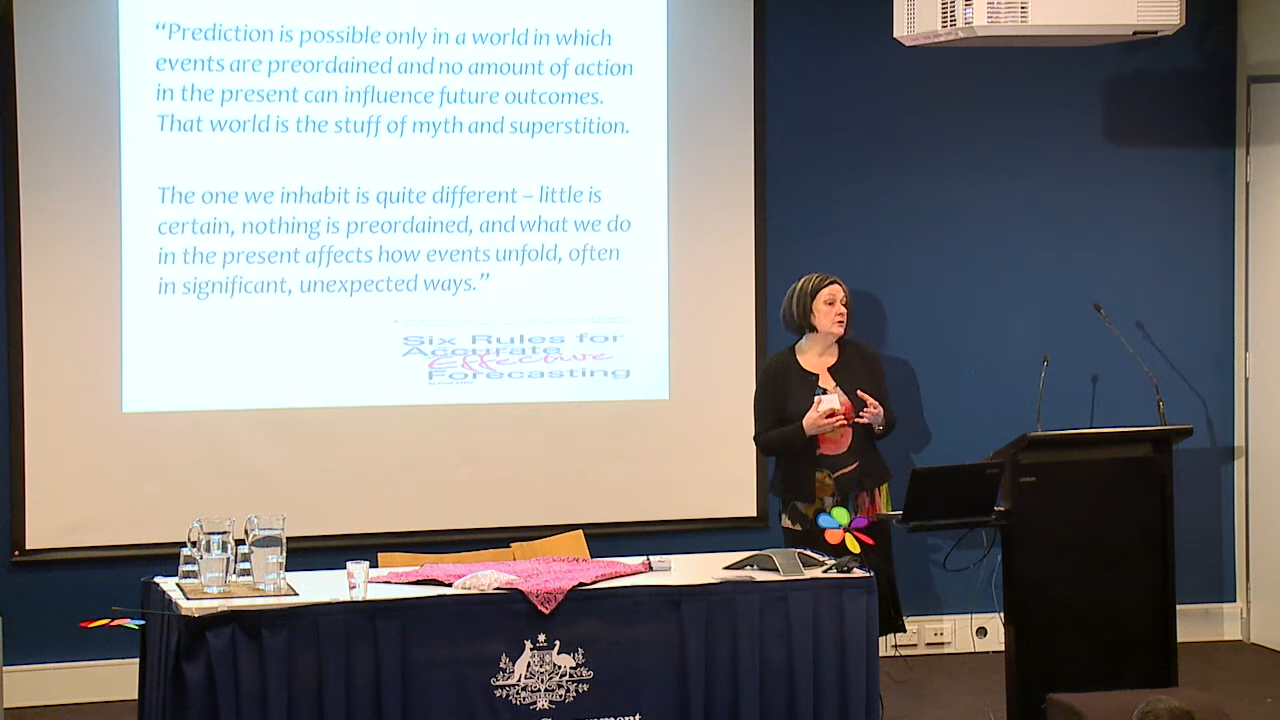 “Prediction is possible only in a world in which
events are preordained and no amount of action
in the present can influence future outcomes.
That world is the stuff of myth and superstition.
The one we inhabit is quite different – little is
certain, nothing is preordained, and what we do
in the present affects how events unfold, often
in significant, unexpected ways.”
Six Rules for
Accurate
Effective
Forecasting
Government